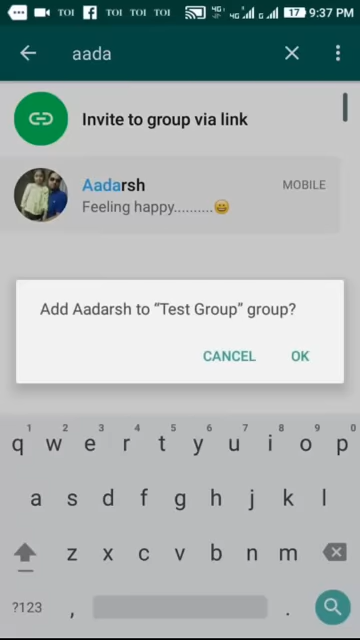 TOI TOI TOI TOI 4G 4G G 17 9:37 PM
aada
Invite to group via link
Aadarsh MOBILE
Feeling happy..........😀
Add Aadarsh to “Test Group” group?
CANCEL OK
1 2 3 4 5 6 7 8 9 0
q w e r t y u i o p
a s d f g h j k l
z x c v b n m
?123 , .